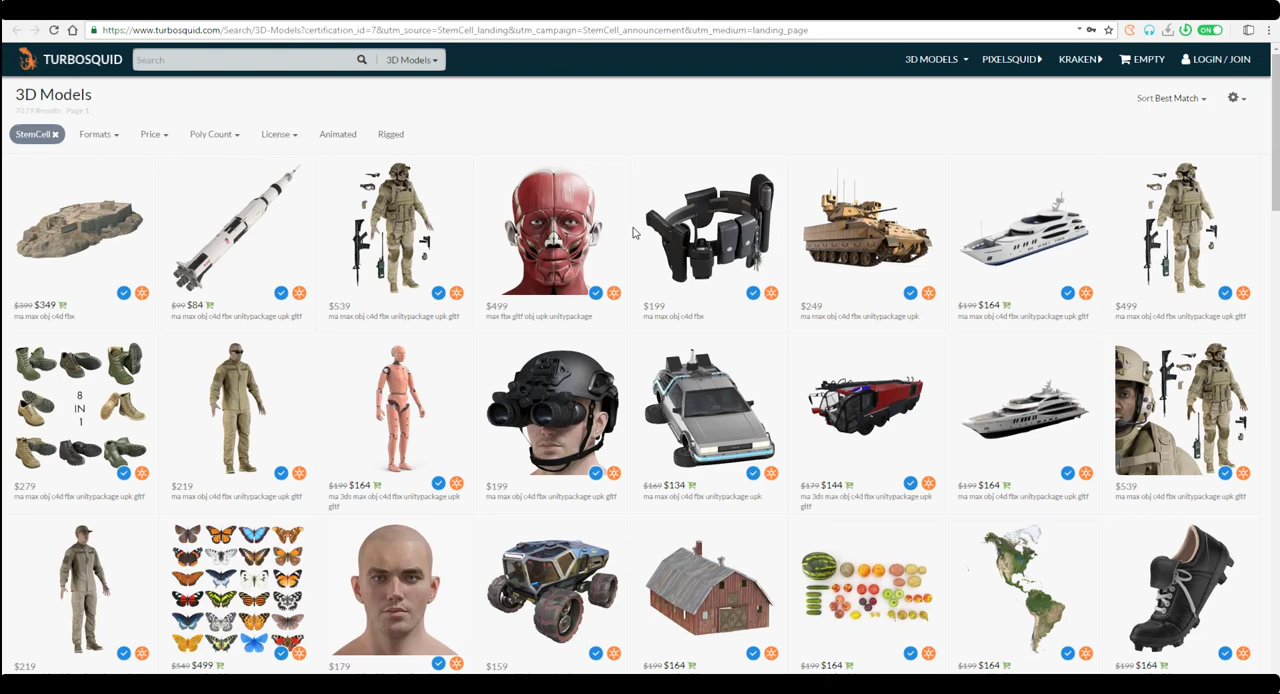 https://www.turbosquid.com/Search/3D-Models?certification_id=7&utm_source=StemCell_landing&utm_campaign=StemCell_announcement&utm_medium=landing_page
ON
TURBOSQUID Search 3D Models 3D MODELS PIXELSQUID KRAKEN EMPTY LOGIN / JOIN
3D Models
7079 Results - Page 1
Sort Best Match
StemCell Formats Price Poly Count License Animated Rigged
$399 $349 $99 $84 $539 $499 $199 $249 $199 $164 $499
ma max obj c4d fbx ma max obj c4d fbx unitypackage upk gltf ma max obj c4d fbx unitypackage upk gltf max fbx gltf obj upk unitypackage ma max obj c4d fbx ma max obj c4d fbx unitypackage upk ma max obj c4d fbx unitypackage upk gltf ma max obj c4d fbx unitypackage upk gltf
8
IN
1
$279 $219 $199 $164 $199 $169 $134 $179 $144 $199 $164 $539
ma max obj c4d fbx unitypackage upk gltf ma max obj c4d fbx unitypackage upk gltf ma 3ds max obj c4d fbx unitypackage upk gltf ma max obj c4d fbx unitypackage upk gltf ma max obj c4d fbx unitypackage upk ma 3ds max obj c4d fbx unitypackage upk gltf ma max obj c4d fbx unitypackage upk gltf ma max obj c4d fbx unitypackage upk gltf
$219 $549 $499 $179 $159 $199 $164 $199 $164 $199 $164 $199 $164